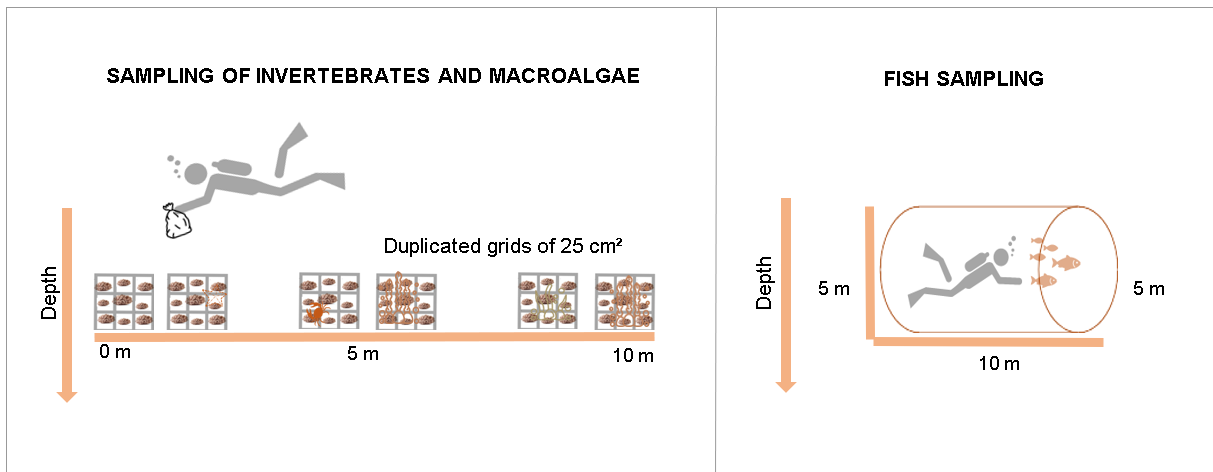 SAMPLING OF INVERTEBRATES AND MACROALGAE
Depth
Duplicated grids of 25 cm²
0 m
5 m
10 m
FISH SAMPLING
Depth
5 m
5 m
10 m